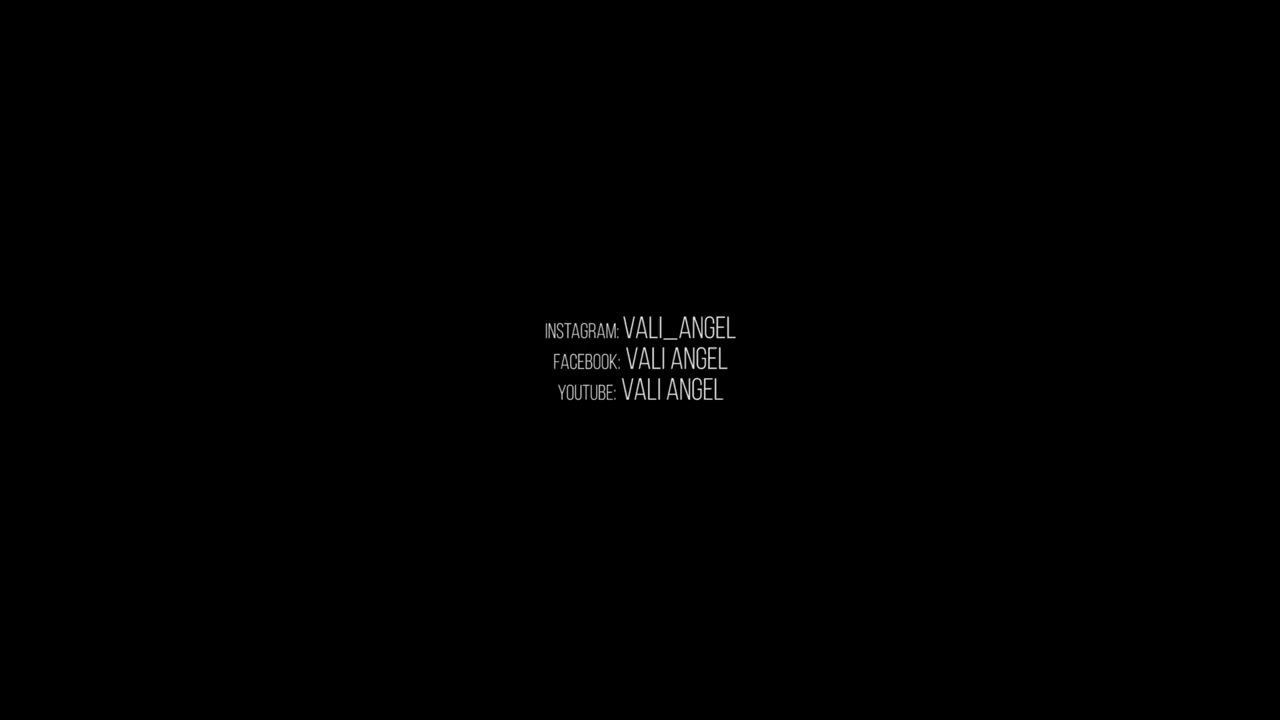 INSTAGRAM: VALI_ANGEL
FACEBOOK: VALI ANGEL
YOUTUBE: VALI ANGEL